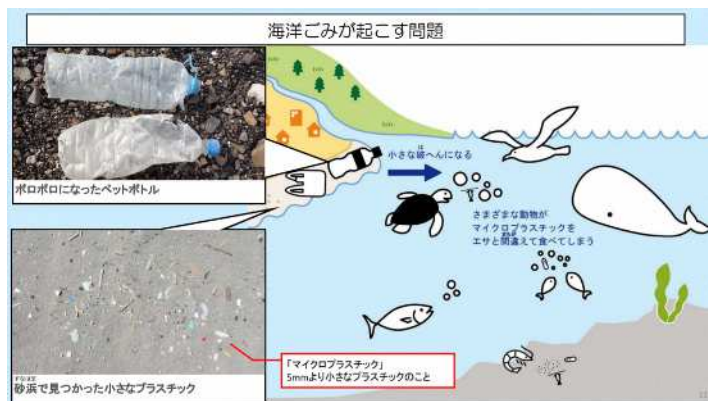 海洋ごみが起こす問題
ボロボロになったペットボトル
小さな破へんになる
さまざまな動物が
マイクロプラスチックを
エサと間違えて食べてしまう
「マイクロプラスチック」
5mmより小さなプラスチックのこと
砂浜で見つかった小さなプラスチック